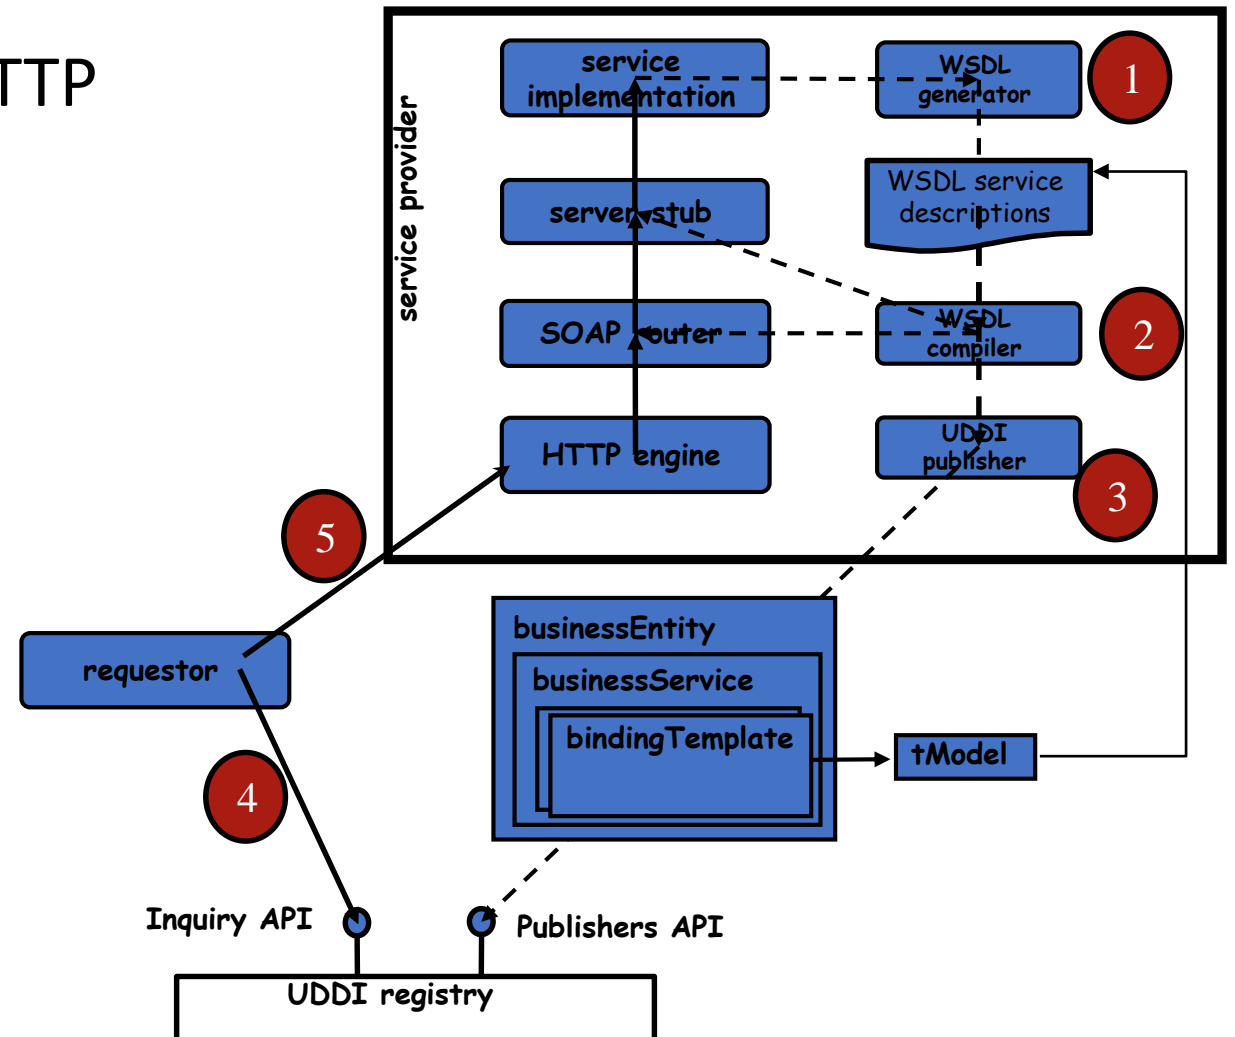 TTP
service
implementation
WSDL
generator
1
service provider
WSDL service
descriptions
server stub
SOAP router
WSDL
compiler
2
HTTP engine
UDDI
publisher
3
5
requestor
businessEntity
businessService
bindingTemplate
tModel
4
Inquiry API
Publishers API
UDDI registry